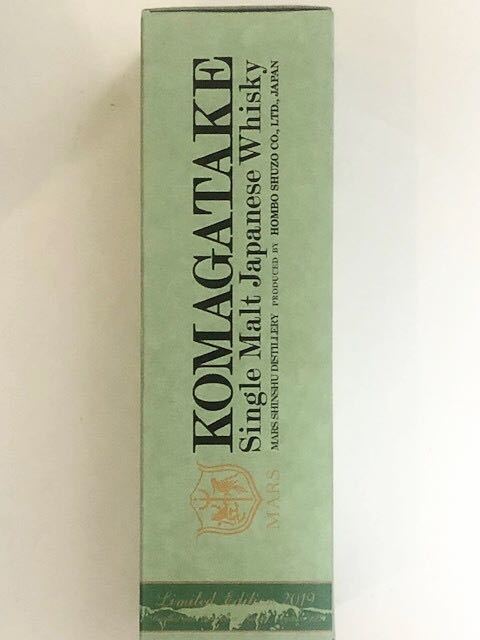 KOMAGATAKE
Single Malt Japanese Whisky
MARS SHINSHU DISTILLERY PRODUCED BY HOMBO SHUZO CO., LTD., JAPAN
MARS
Limited Edition 2019